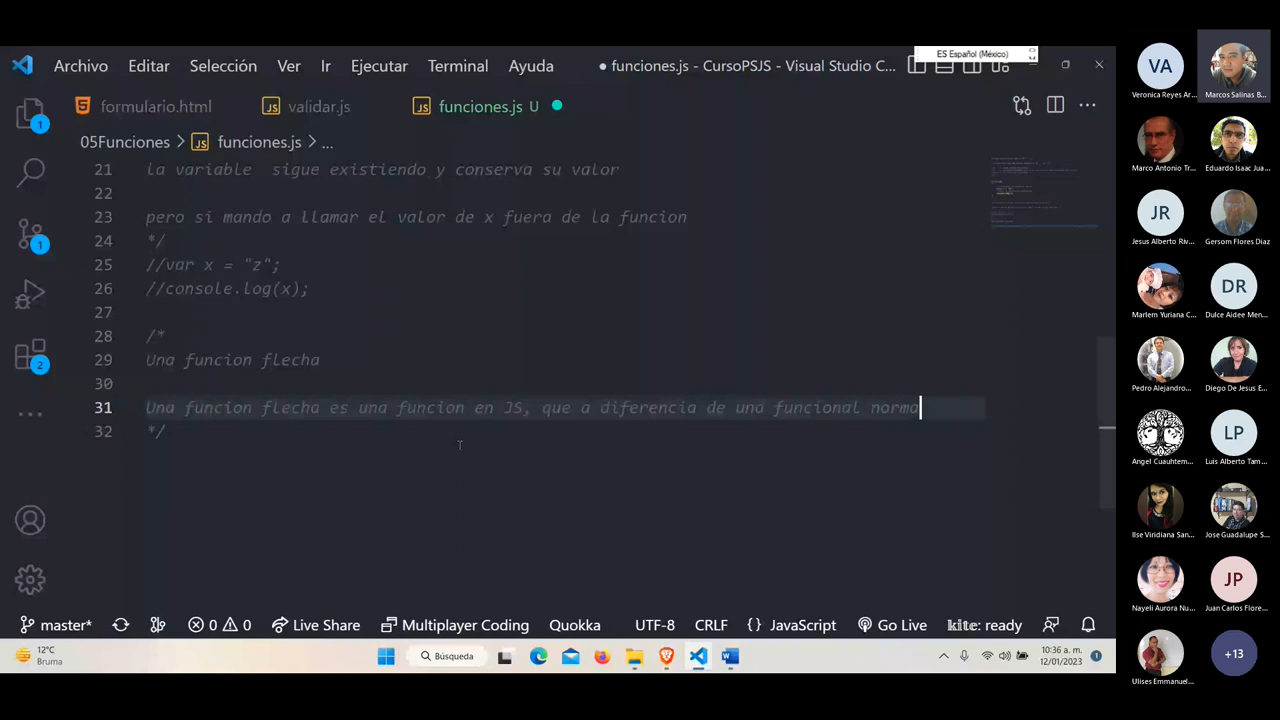 ES Español (México)
Archivo Editar Selección Ver Ir Ejecutar Terminal Ayuda
● funciones.js - CursoPSJS - Visual Studio C...
formulario.html
JS validar.js
JS funciones.js U
05Funciones > JS funciones.js > ...
21 la variable  sigue existiendo y conserva su valor
22
23 pero si mando a llamar el valor de x fuera de la funcion
24 */
25 //var x = "z";
26 //console.log(x);
27
28 /*
29 Una funcion flecha
30
31 Una funcion flecha es una funcion en JS, que a diferencia de una funcional norma
32 */
1
1
2
master* 0 0 Live Share Multiplayer Coding Quokka UTF-8 CRLF {} JavaScript Go Live kite: ready
12°C
Bruma
Búsqueda
10:36 a. m.
12/01/2023
1
VA
Veronica Reyes Ar...
Marcos Salinas B...
Marco Antonio Tr...
Eduardo Isaac Jua...
JR
Jesus Alberto Riv...
Gersom Flores Diaz
Marlem Yuriana C...
DR
Dulce Aidee Men...
Pedro Alejandro...
Diego De Jesus E...
Angel Cuauhtem...
LP
Luis Alberto Tam...
Ilse Viridiana San...
Jose Guadalupe S...
Nayeli Aurora Nu...
JP
Juan Carlos Flore...
Ulises Emmanuel...
+13